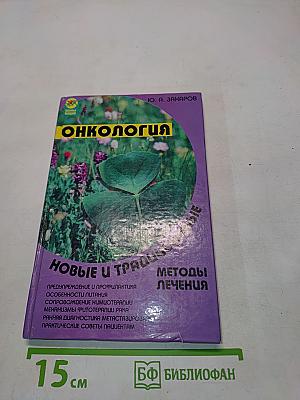 Ю. А. ЗАХАРОВ
ОНКОЛОГИЯ
НОВЫЕ И ТРАДИЦИОННЫЕ
МЕТОДЫ
ЛЕЧЕНИЯ
ПРЕДУПРЕЖДЕНИЕ И ПРОФИЛАКТИКА
ОСОБЕННОСТИ ПИТАНИЯ
СОПРОВОЖДЕНИЕ ХИМИОТЕРАПИИ
МЕХАНИЗМЫ ФИТОТЕРАПИИ РАКА
РАННЯЯ ДИАГНОСТИКА МЕТАСТАЗИРОВАНИЯ
ПРАКТИЧЕСКИЕ СОВЕТЫ ПАЦИЕНТАМ
15 см
БФ БИБЛИОФАН